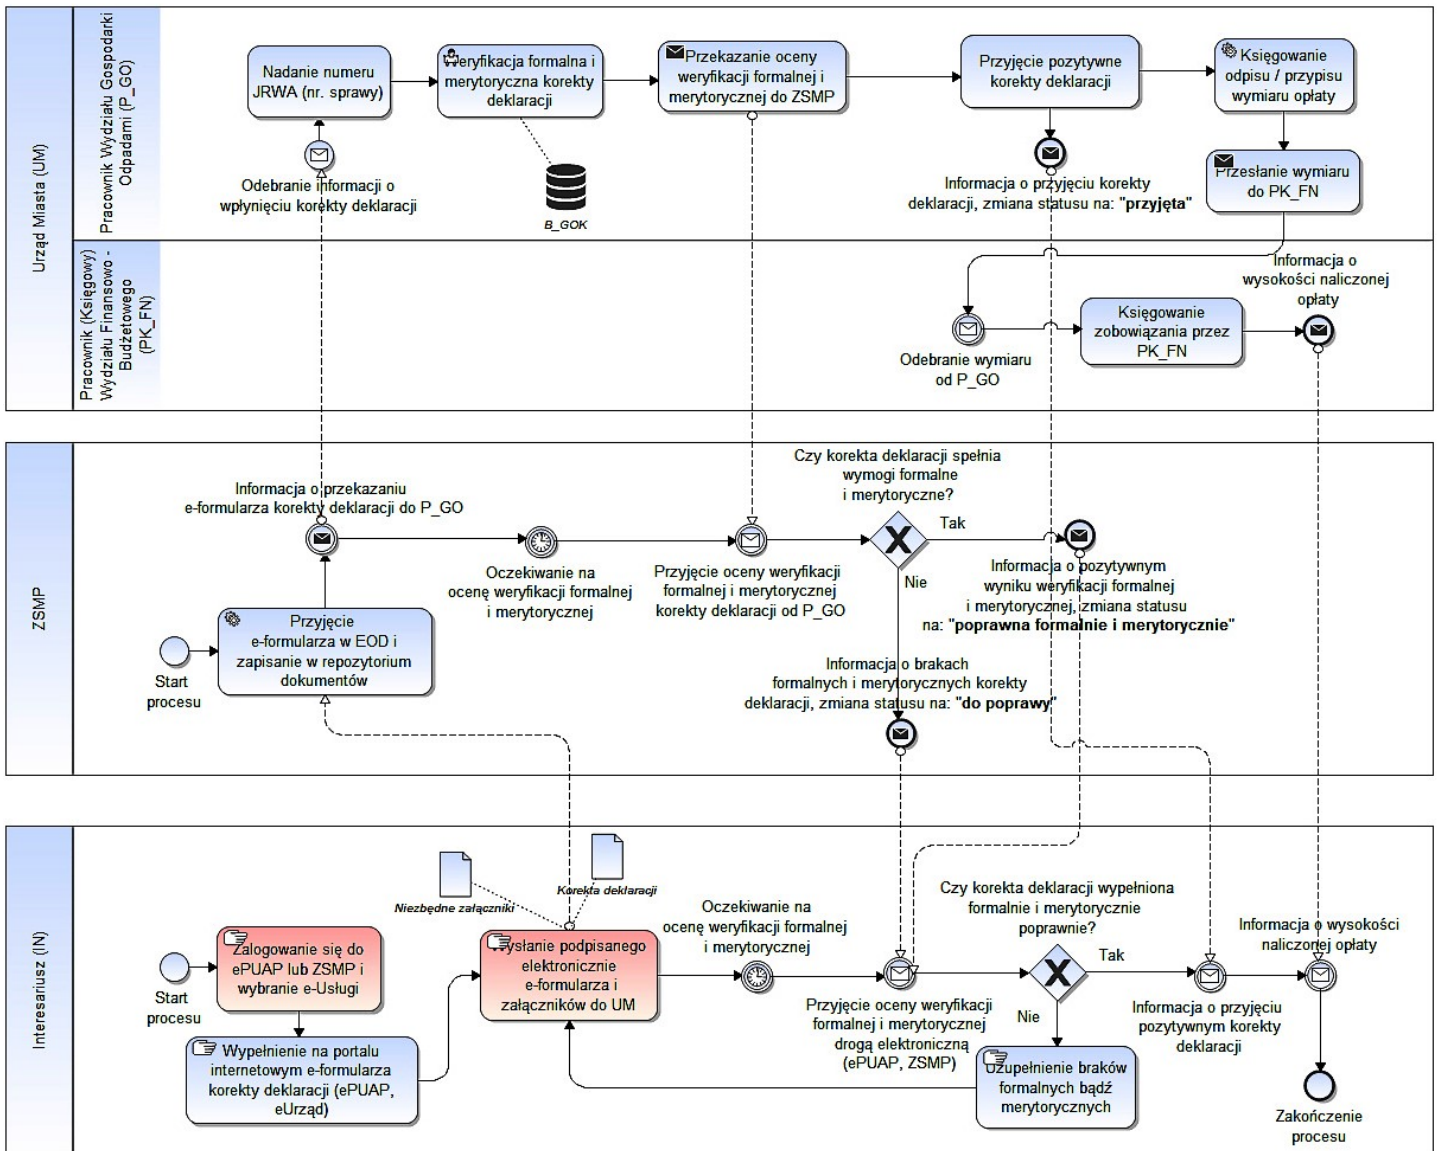 Urząd Miasta (UM)
Pracownik Wydziału Gospodarki
Odpadami (P_GO)
Nadanie numeru
JRWA (nr. sprawy)
Weryfikacja formalna i
merytoryczna korekty
deklaracji
Przekazanie oceny
weryfikacji formalnej i
merytorycznej do ZSMP
Przyjęcie pozytywne
korekty deklaracji
Księgowanie
odpisu / przypisu
wymiaru opłaty
Odebranie informacji o
wpłynięciu korekty deklaracji
B_GOK
Informacja o przyjęciu korekty
deklaracji, zmiana statusu na: "przyjęta"
Przesłanie wymiaru
do PK_FN
Pracownik (Księgowy)
Wydziału Finansowo -
Budżetowego
(PK_FN)
Informacja o
wysokości naliczonej
opłaty
Odebranie wymiaru
od P_GO
Księgowanie
zobowiązania przez
PK_FN
ZSMP
Czy korekta deklaracji spełnia
wymogi formalne
i merytoryczne?
Informacja o przekazaniu
e-formularza korekty deklaracji do P_GO
Tak
Nie
Oczekiwanie na
ocenę weryfikacji formalnej
i merytorycznej
Przyjęcie oceny weryfikacji
formalnej i merytorycznej
korekty deklaracji od P_GO
Informacja o pozytywnym
wyniku weryfikacji formalnej
i merytorycznej, zmiana statusu
na: "poprawna formalnie i merytorycznie"
Przyjęcie
e-formularza w EOD i
zapisanie w repozytorium
dokumentów
Start
procesu
Informacja o brakach
formalnych i merytorycznych korekty
deklaracji, zmiana statusu na: "do poprawy"
Interesariusz (IN)
Niezbędne załączniki
Korekta deklaracji
Start
procesu
Zalogowanie się do
ePUAP lub ZSMP i
wybranie e-Usługi
Wypełnienie na portalu
internetowym e-formularza
korekty deklaracji (ePUAP,
eUrząd)
Wysłanie podpisanego
elektronicznie
e-formularza i
załączników do UM
Oczekiwanie na
ocenę weryfikacji formalnej
i merytorycznej
Przyjęcie oceny weryfikacji
formalnej i merytorycznej
drogą elektroniczną
(ePUAP, ZSMP)
Czy korekta deklaracji wypełniona
formalnie i merytorycznie
poprawnie?
Tak
Nie
Uzupełnienie braków
formalnych bądź
merytorycznych
Informacja o przyjęciu
pozytywnym korekty
deklaracji
Informacja o wysokości
naliczonej opłaty
Zakończenie
procesu